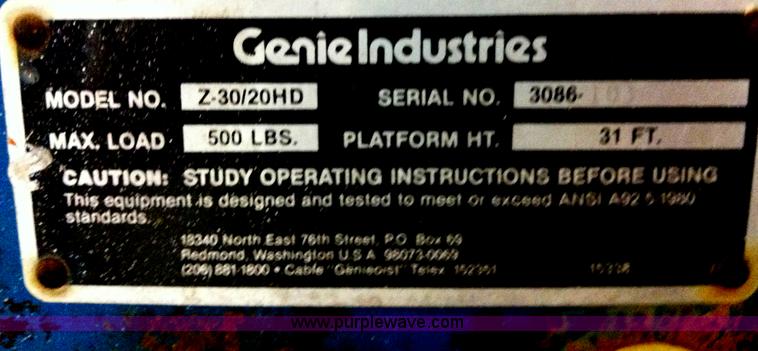 Genie Industries
MODEL NO. Z-30/20HD SERIAL NO. 3086-
MAX. LOAD 500 LBS. PLATFORM HT. 31 FT.
CAUTION: STUDY OPERATING INSTRUCTIONS BEFORE USING
This equipment is designed and tested to meet or exceed ANSI A92.5 1980
standards.
18340 North East 76th Street, P.O. Box 69
Redmond, Washington U.S.A. 98073-0069
(206) 881-1800 • Cable "Genieoist" Telex 152361
www.purplewave.com